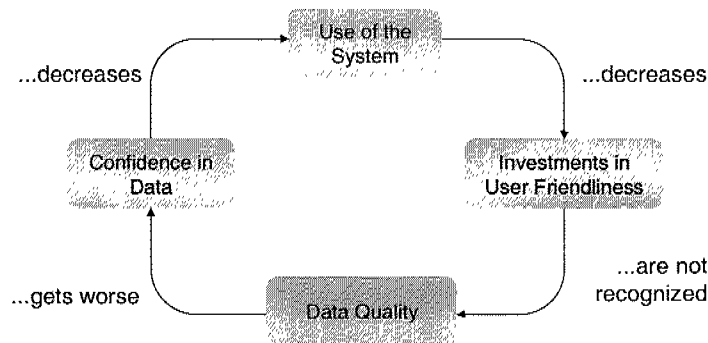 Use of the
System
...decreases
...decreases
Confidence in
Data
Investments in
User Friendliness
...gets worse
...are not
recognized
Data Quality